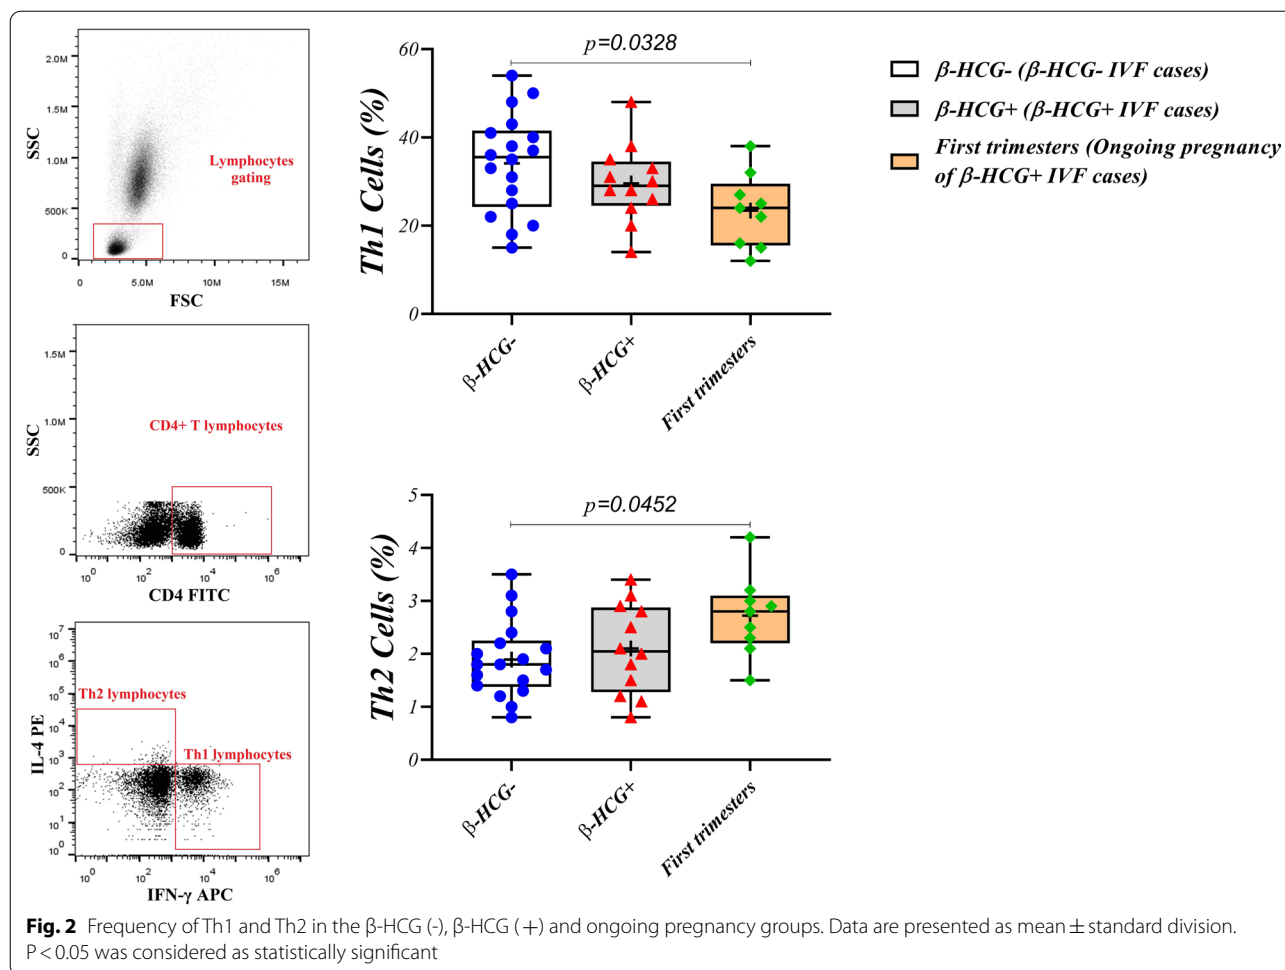 2.0M
1.5M
1.0M
500K
0
SSC
Lymphocytes
gating
0
5.0M
10M
15M
FSC
1.5M
1.0M
500K
0
SSC
CD4+ T lymphocytes
10^0
10^2
10^4
10^6
CD4 FITC
10^7
10^6
10^5
10^4
10^3
10^2
10^1
10^0
IL-4 PE
Th2 lymphocytes
Th1 lymphocytes
10^0
10^2
10^4
10^6
IFN-γ APC
p=0.0328
60
40
20
0
Th1 Cells (%)
β-HCG-
β-HCG+
First trimesters
p=0.0452
5
4
3
2
1
0
Th2 Cells (%)
β-HCG-
β-HCG+
First trimesters
β-HCG- (β-HCG- IVF cases)
β-HCG+ (β-HCG+ IVF cases)
First trimesters (Ongoing pregnancy
of β-HCG+ IVF cases)
Fig. 2 Frequency of Th1 and Th2 in the β-HCG (-), β-HCG (+) and ongoing pregnancy groups. Data are presented as mean ± standard division.
P < 0.05 was considered as statistically significant